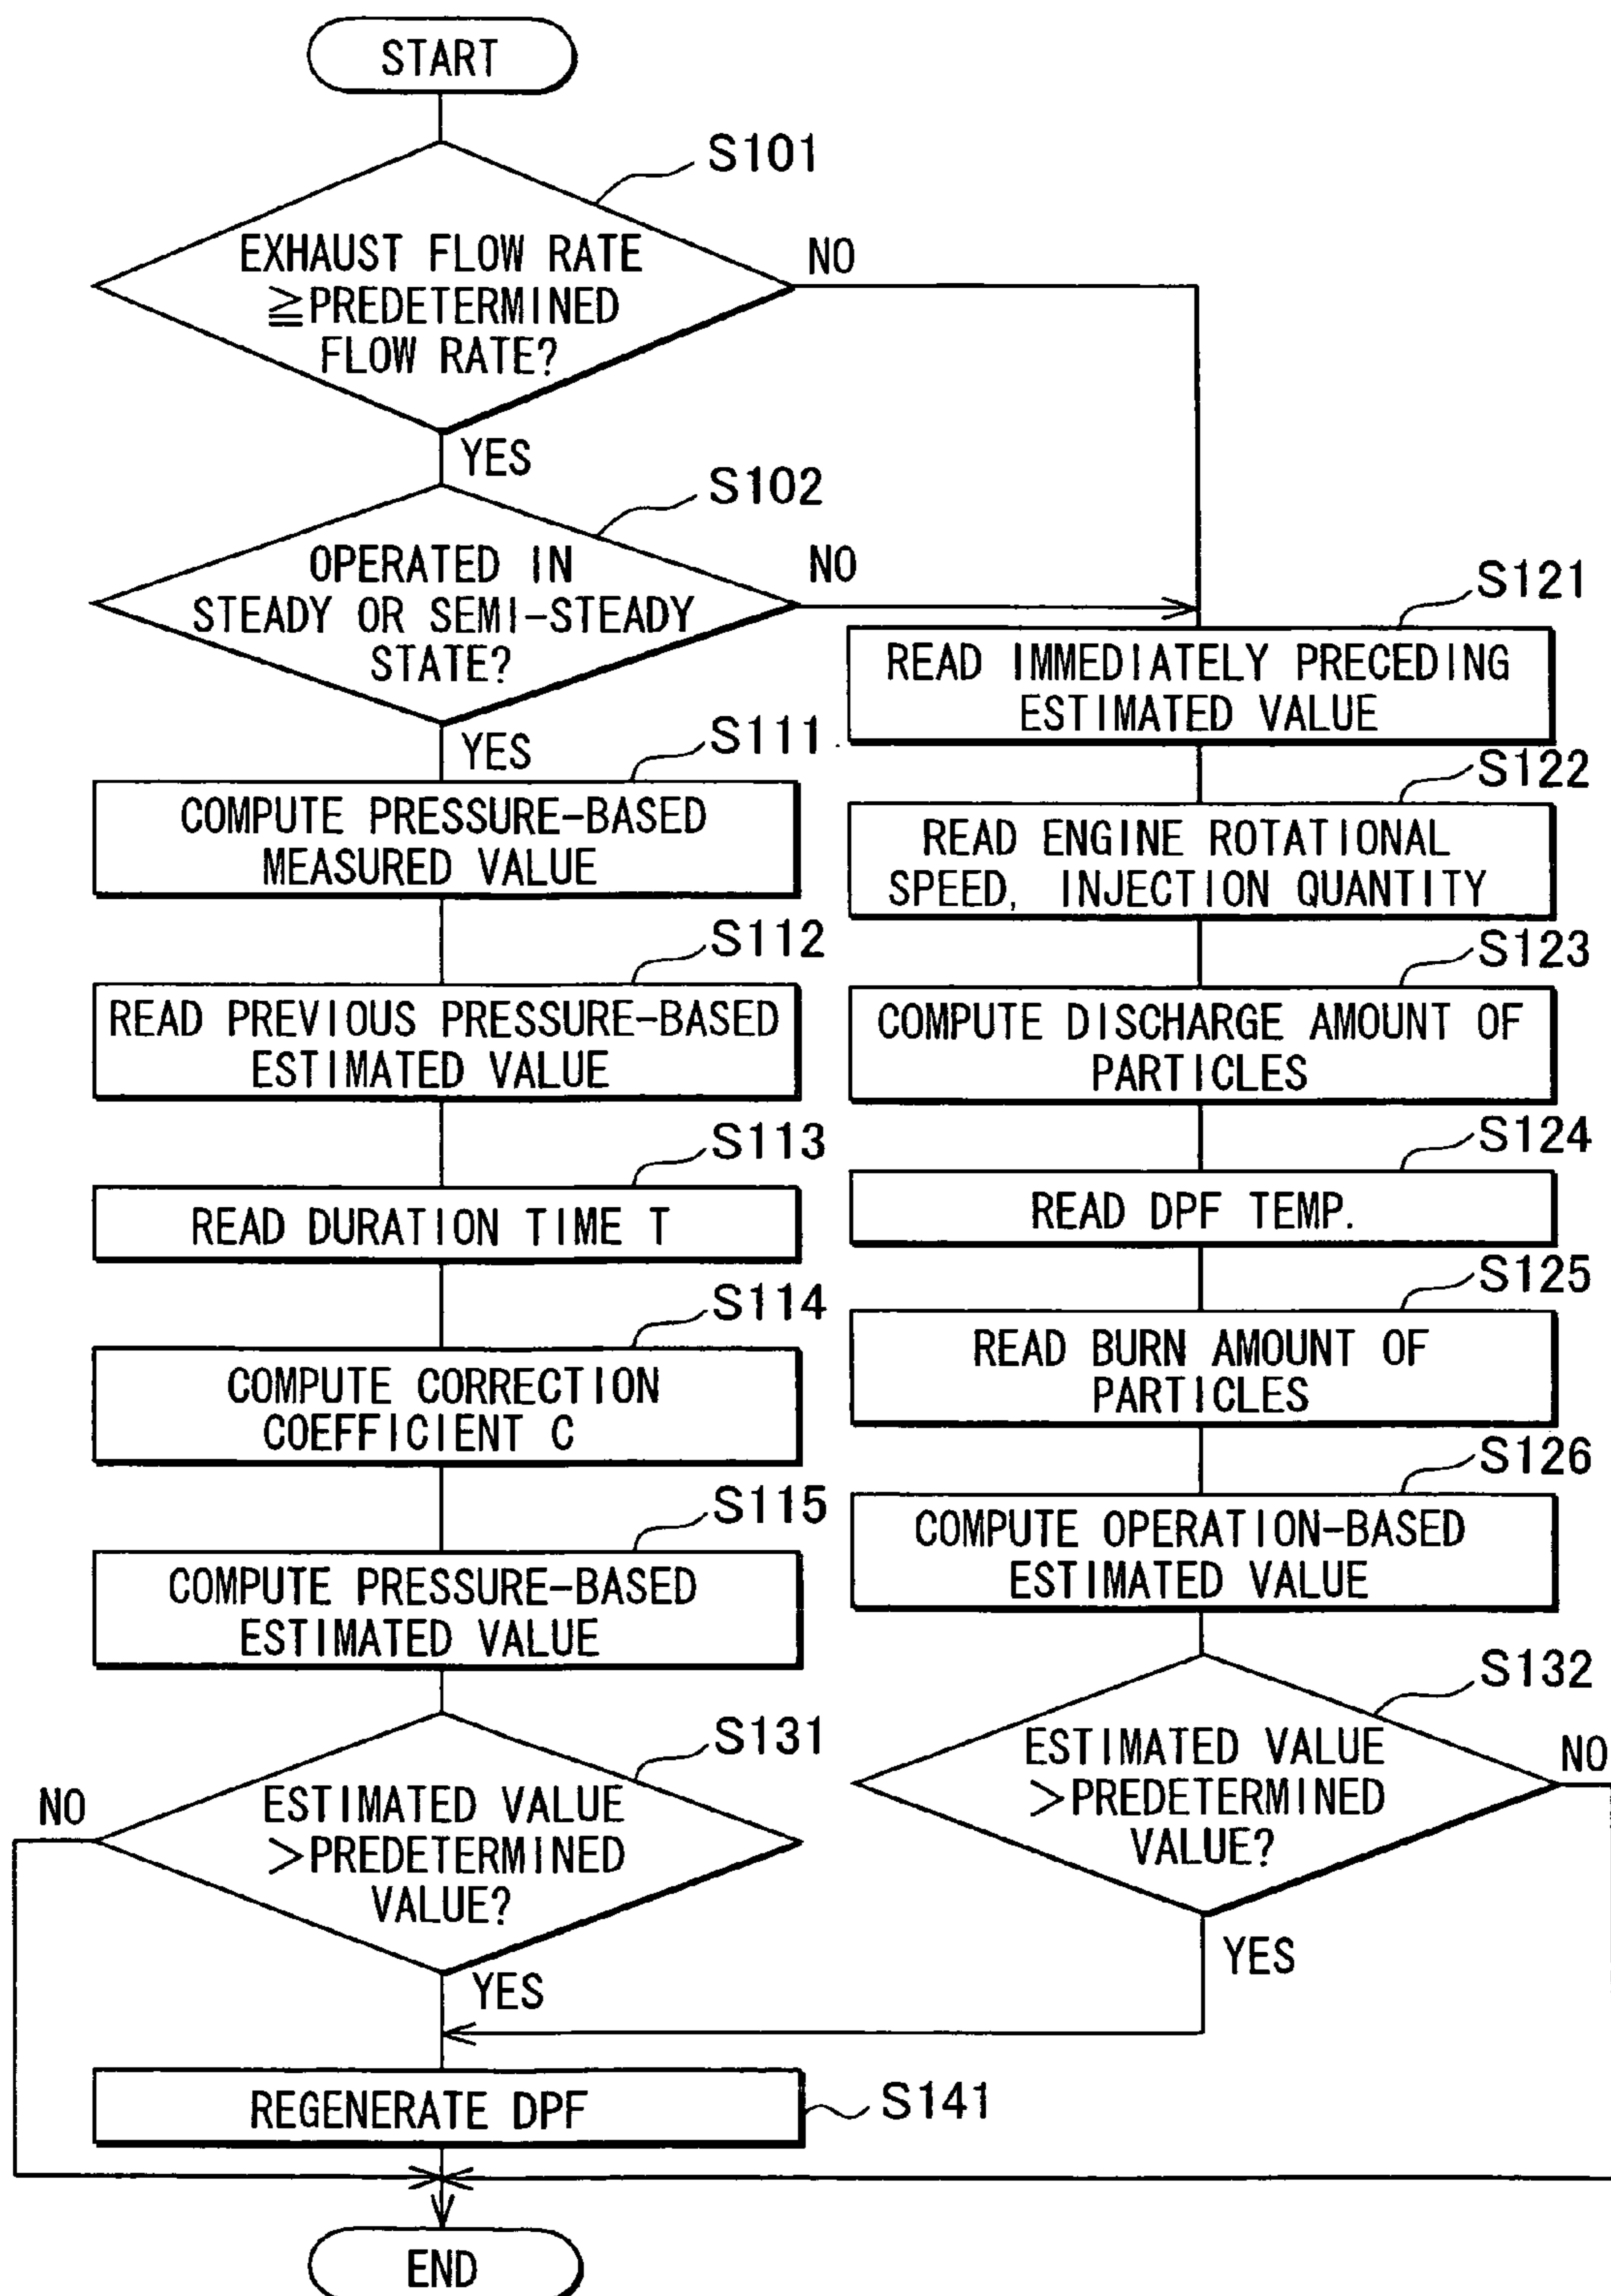 START
S101
EXHAUST FLOW RATE
≧PREDETERMINED
FLOW RATE?
NO
YES
S102
OPERATED IN
STEADY OR SEMI-STEADY
STATE?
NO
YES
S111
COMPUTE PRESSURE-BASED
MEASURED VALUE
S112
READ PREVIOUS PRESSURE-BASED
ESTIMATED VALUE
S113
READ DURATION TIME T
S114
COMPUTE CORRECTION
COEFFICIENT C
S115
COMPUTE PRESSURE-BASED
ESTIMATED VALUE
S131
ESTIMATED VALUE
>PREDETERMINED
VALUE?
NO
YES
S121
READ IMMEDIATELY PRECEDING
ESTIMATED VALUE
S122
READ ENGINE ROTATIONAL
SPEED, INJECTION QUANTITY
S123
COMPUTE DISCHARGE AMOUNT OF
PARTICLES
S124
READ DPF TEMP.
S125
READ BURN AMOUNT OF
PARTICLES
S126
COMPUTE OPERATION-BASED
ESTIMATED VALUE
S132
ESTIMATED VALUE
>PREDETERMINED
VALUE?
NO
YES
REGENERATE DPF
S141
END